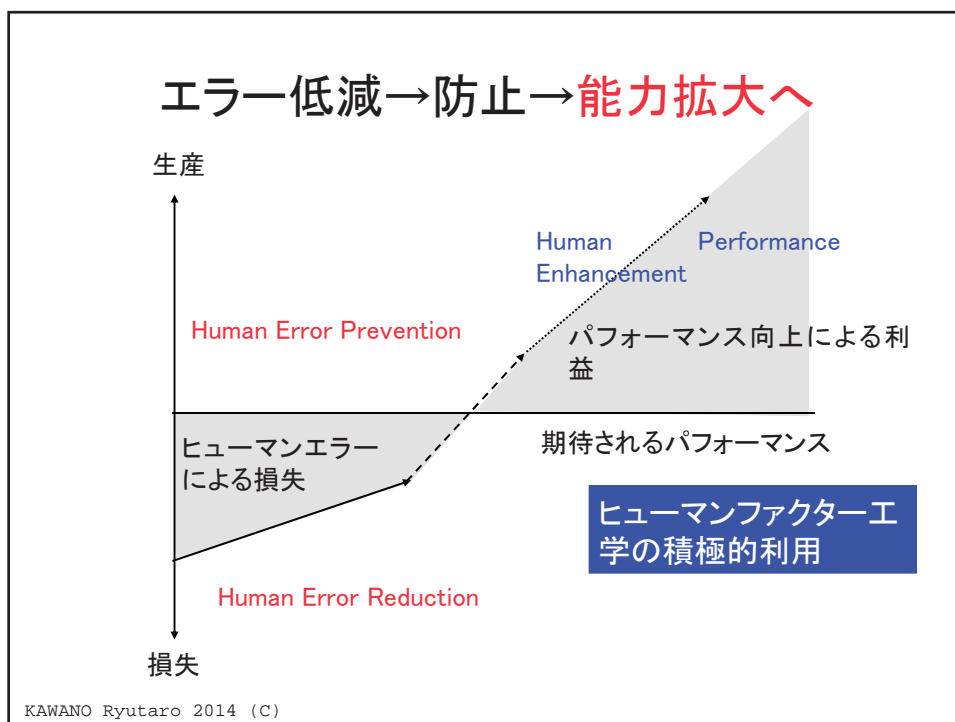 エラー低減→防止→能力拡大へ
生産
Human Performance
Enhancement
Human Error Prevention
パフォーマンス向上による利
益
ヒューマンエラー
による損失
期待されるパフォーマンス
ヒューマンファクター工
学の積極的利用
Human Error Reduction
損失
KAWANO Ryutaro 2014 (C)